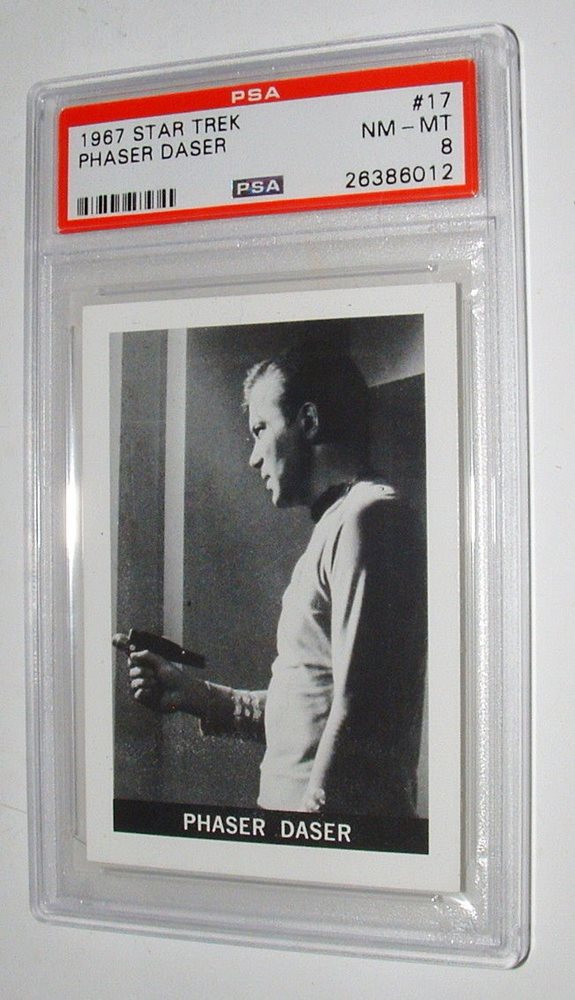 PSA
1967 STAR TREK #17
PHASER DASER NM - MT
8
PSA 26386012
PHASER DASER